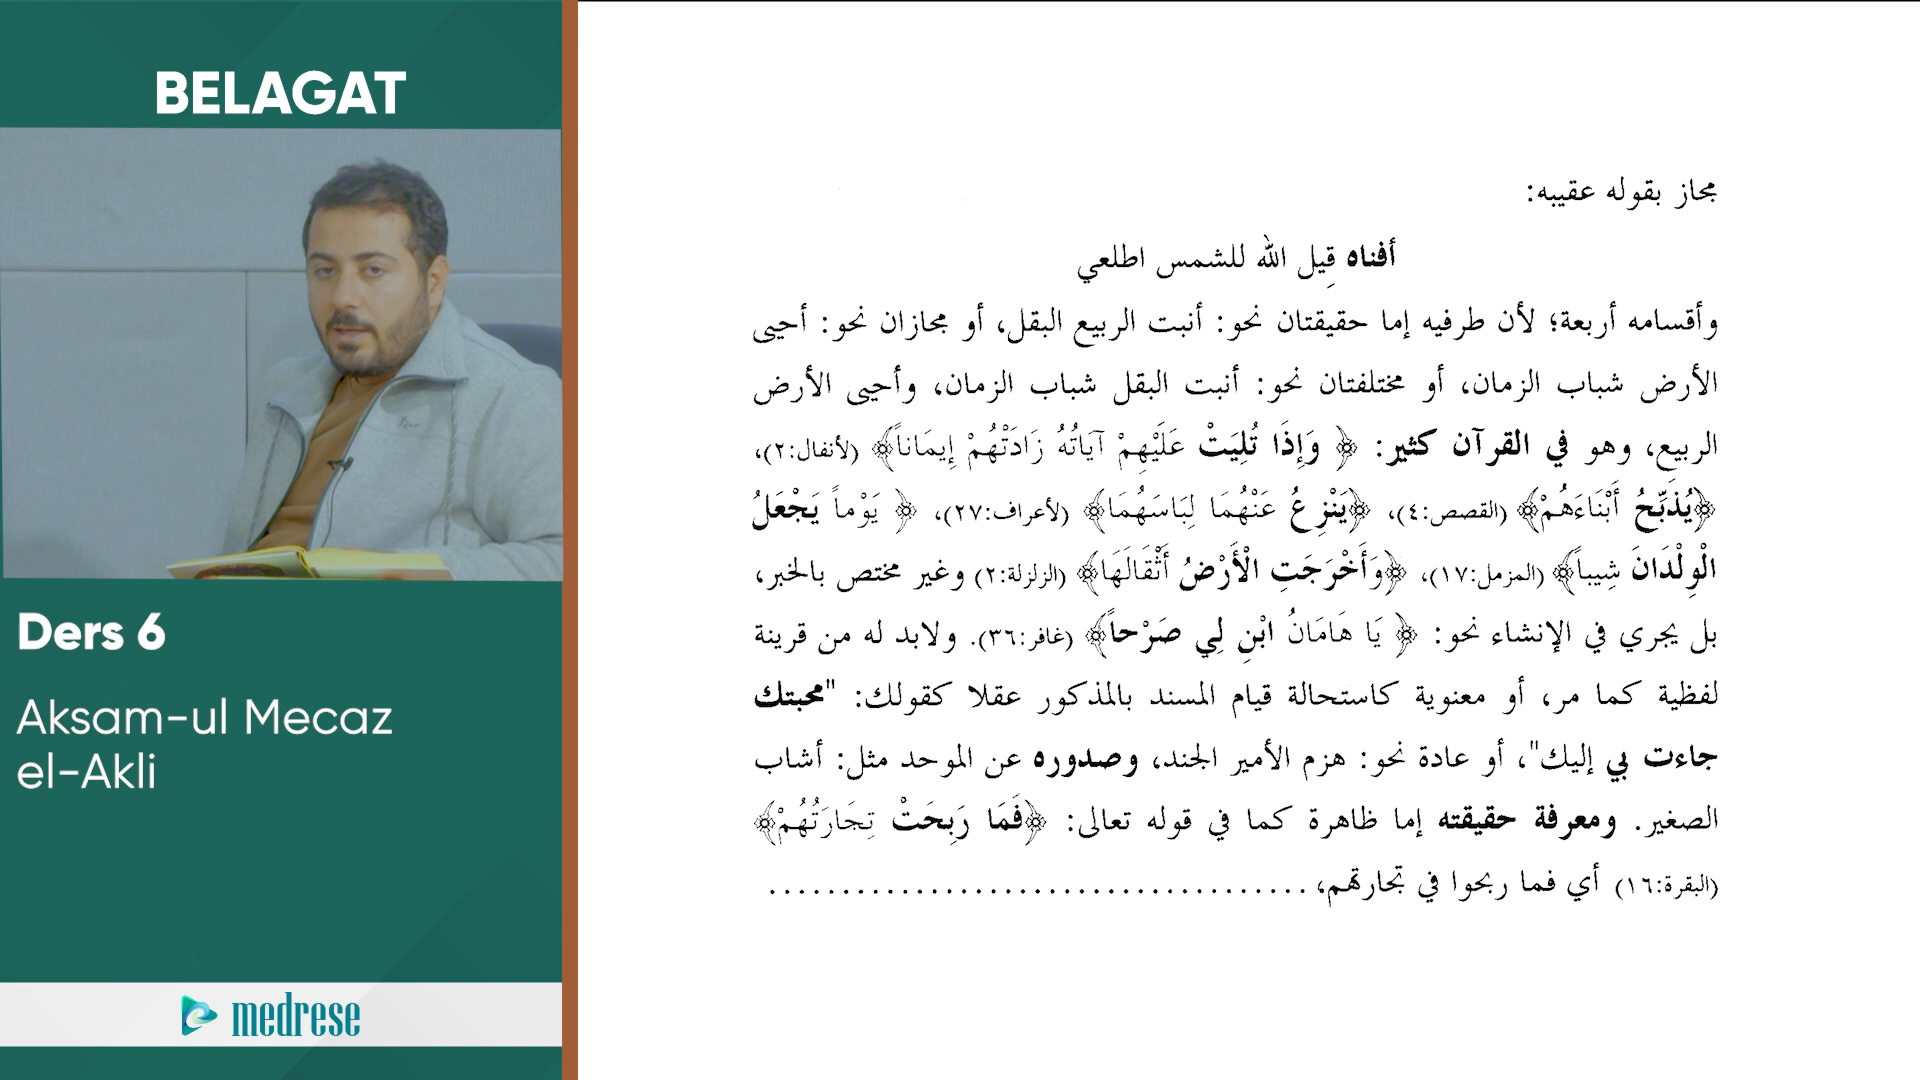 BELAGAT
Ders 6
Aksam-ul Mecaz
el-Akli
medrese
مجاز بقوله عقيبه:
أفناه قِيل الله للشمس اطلعي
وأقسامه أربعة؛ لأن طرفيه إما حقيقتان نحو: أنبت الربيع البقل، أو مجازان نحو: أحيى
الأرض شباب الزمان، أو مختلفتان نحو: أنبت البقل شباب الزمان، وأحيى الأرض
الربيع، وهو في القرآن كثير: ﴿ وَإِذَا تُلِيَتْ عَلَيْهِمْ آيَاتُهُ زَادَتْهُمْ إِيمَاناً﴾ (لأنفال:٢)،
﴿يُذَبِّحُ أَبْنَاءَهُمْ﴾ (القصص:٤)، ﴿يَنْزِعُ عَنْهُمَا لِبَاسَهُمَا﴾ (لأعراف:٢٧)، ﴿ يَوْماً يَجْعَلُ
الْوِلْدَانَ شِيباً﴾ (المزمل:١٧)، ﴿وَأَخْرَجَتِ الْأَرْضُ أَثْقَالَهَا﴾ (الزلزلة:٢) وغير مختص بالخبر،
بل يجري في الإنشاء نحو: ﴿ يَا هَامَانُ ابْنِ لِي صَرْحاً﴾ (غافر:٣٦). ولابد له من قرينة
لفظية كما مر، أو معنوية كاستحالة قيام المسند بالمذكور عقلا كقولك: "محبتك
جاءت بي إليك"، أو عادة نحو: هزم الأمير الجند، وصدوره عن الموحد مثل: أشاب
الصغير. ومعرفة حقيقته إما ظاهرة كما في قوله تعالى: ﴿فَمَا رَبِحَتْ تِجَارَتُهُمْ﴾
(البقرة:١٦) أي فما ربحوا في تجارتهم، .....................................